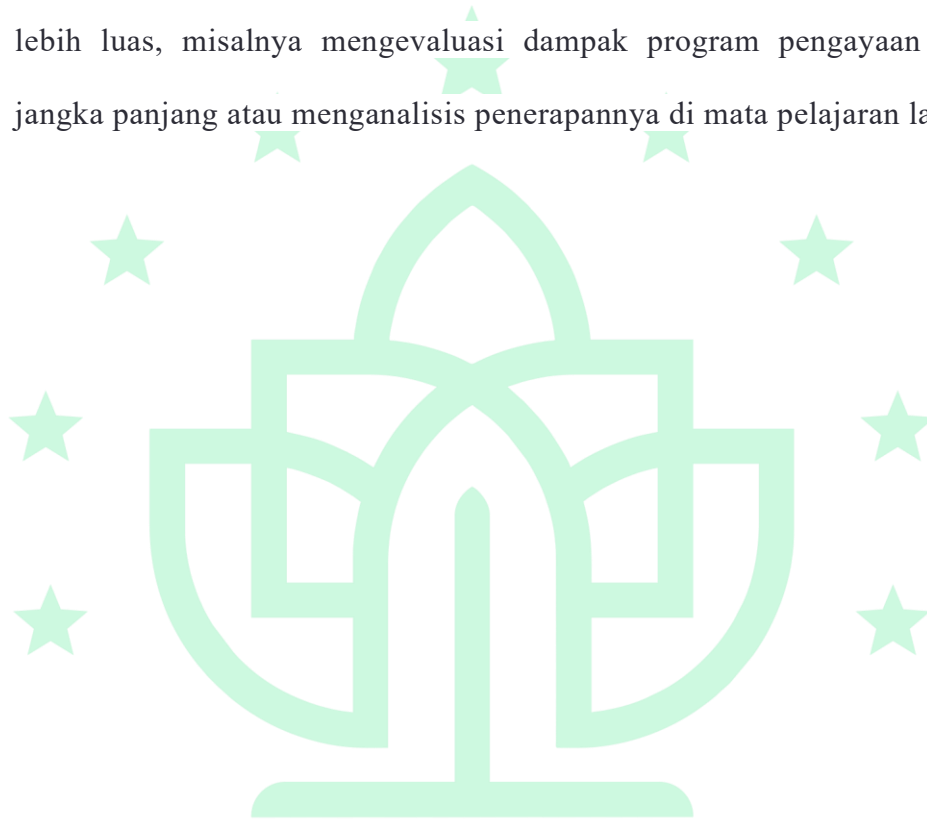 lebih luas, misalnya mengevaluasi dampak program pengayaan
jangka panjang atau menganalisis penerapannya di mata pelajaran